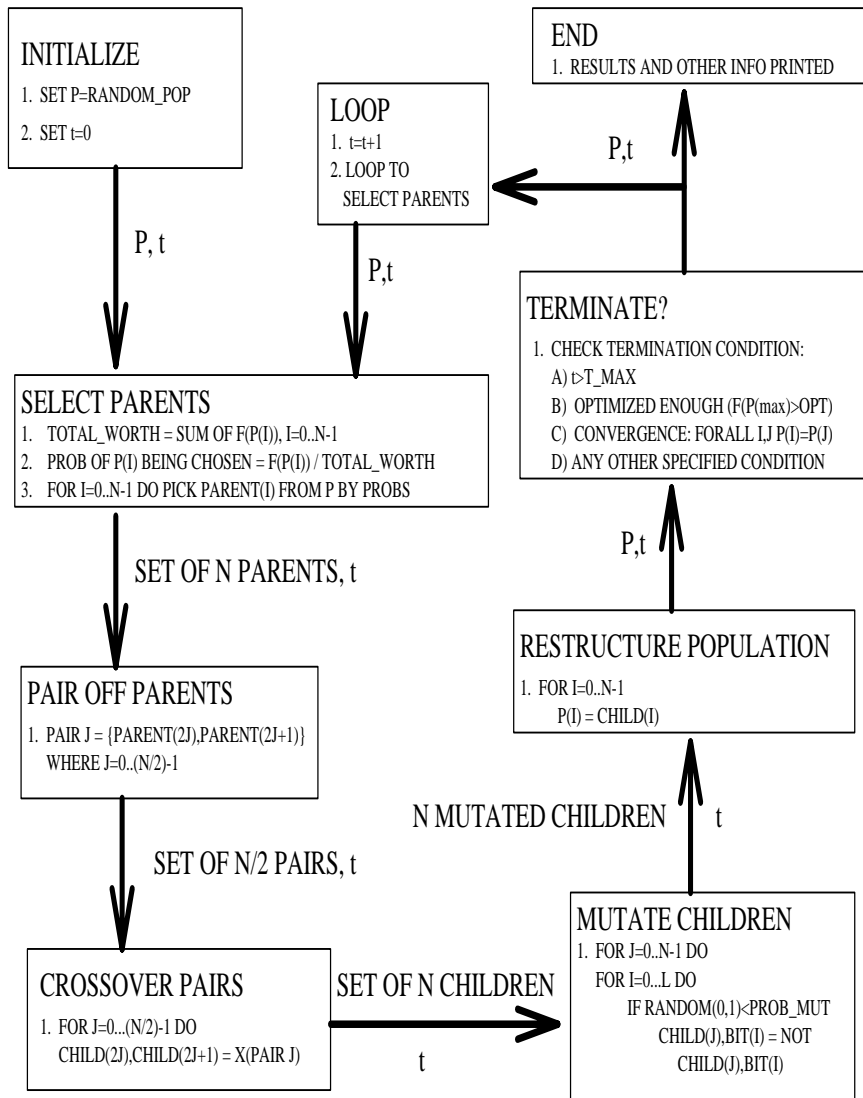 INITIALIZE
1. SET P=RANDOM_POP
2. SET t=0
P, t
SELECT PARENTS
1. TOTAL_WORTH = SUM OF F(P(I)), I=0..N-1
2. PROB OF P(I) BEING CHOSEN = F(P(I)) / TOTAL_WORTH
3. FOR I=0..N-1 DO PICK PARENT(I) FROM P BY PROBS
SET OF N PARENTS, t
PAIR OFF PARENTS
1. PAIR J = {PARENT(2J),PARENT(2J+1)}
WHERE J=0..(N/2)-1
SET OF N/2 PAIRS, t
CROSSOVER PAIRS
1. FOR J=0...(N/2)-1 DO
CHILD(2J),CHILD(2J+1) = X(PAIR J)
SET OF N CHILDREN
t
MUTATE CHILDREN
1. FOR J=0..N-1 DO
FOR I=0...L DO
IF RANDOM(0,1)<PROB_MUT
CHILD(J),BIT(I) = NOT
CHILD(J),BIT(I)
N MUTATED CHILDREN t
RESTRUCTURE POPULATION
1. FOR I=0..N-1
P(I) = CHILD(I)
P,t
TERMINATE?
1. CHECK TERMINATION CONDITION:
A) t>T_MAX
B) OPTIMIZED ENOUGH (F(P(max)>OPT)
C) CONVERGENCE: FORALL I,J P(I)=P(J)
D) ANY OTHER SPECIFIED CONDITION
P,t
LOOP
1. t=t+1
2. LOOP TO
SELECT PARENTS
P,t
END
1. RESULTS AND OTHER INFO PRINTED